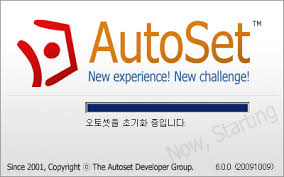 AutoSet™
New experience! New challenge!
오토셋을 초기화 중입니다.
Now, Starting
Since 2001, Copyright ⓒ The Autoset Developer Group.
6.0.0 (20091009)